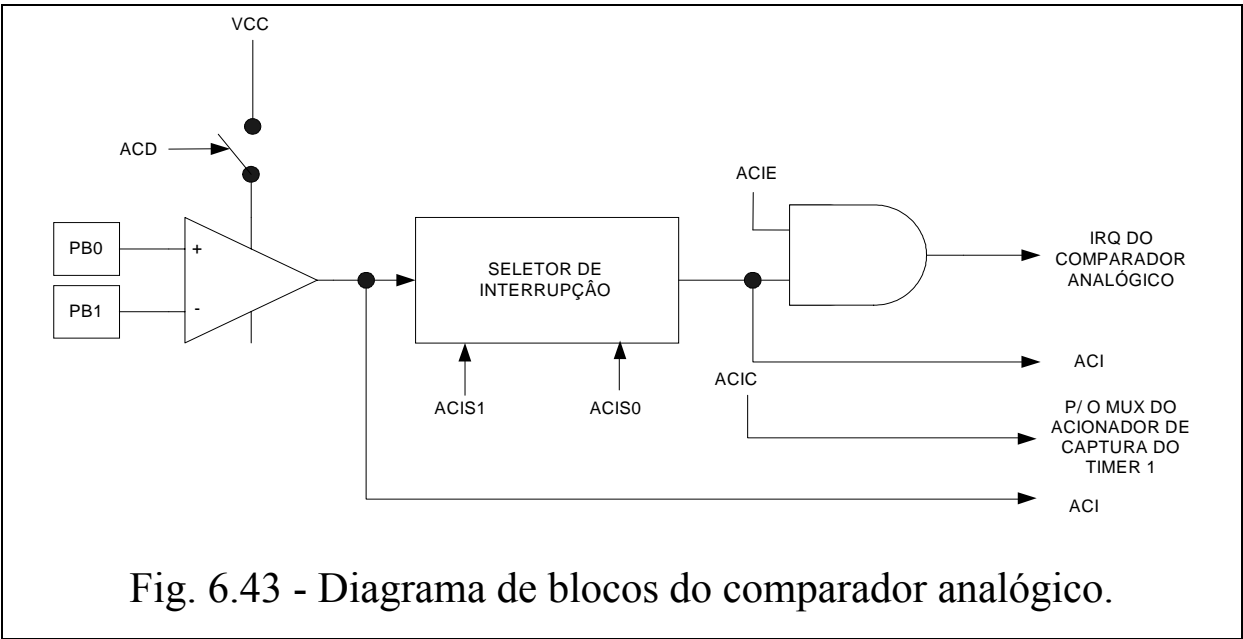 VCC
ACD
ACIE
PB0
+
SELETOR DE
INTERRUPÇÂO
IRQ DO
COMPARADOR
ANALÓGICO
PB1
-
ACI
ACIS1
ACIS0
ACIC
P/ O MUX DO
ACIONADOR DE
CAPTURA DO
TIMER 1
ACI
Fig. 6.43 - Diagrama de blocos do comparador analógico.